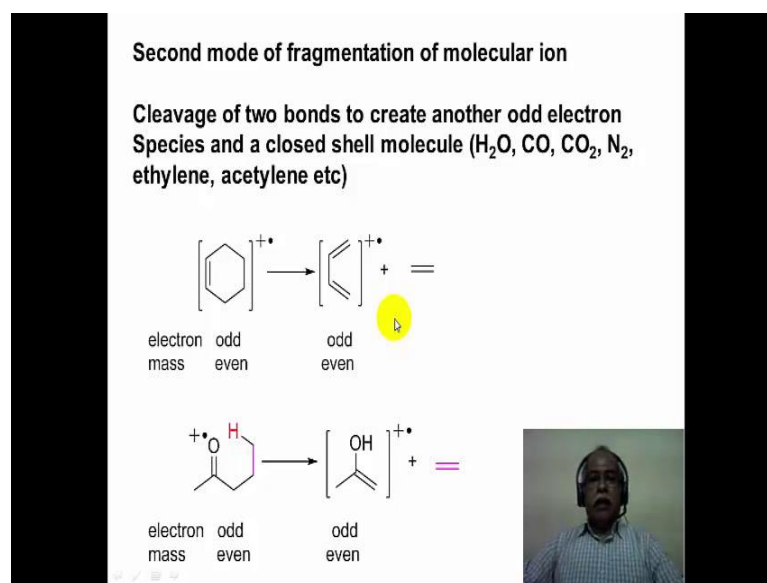 Second mode of fragmentation of molecular ion
Cleavage of two bonds to create another odd electron
Species and a closed shell molecule (H₂O, CO, CO₂, N₂,
ethylene, acetylene etc)
+•
+•
+
electron odd odd
mass even even
+•
H
O
OH
+•
+
electron odd odd
mass even even